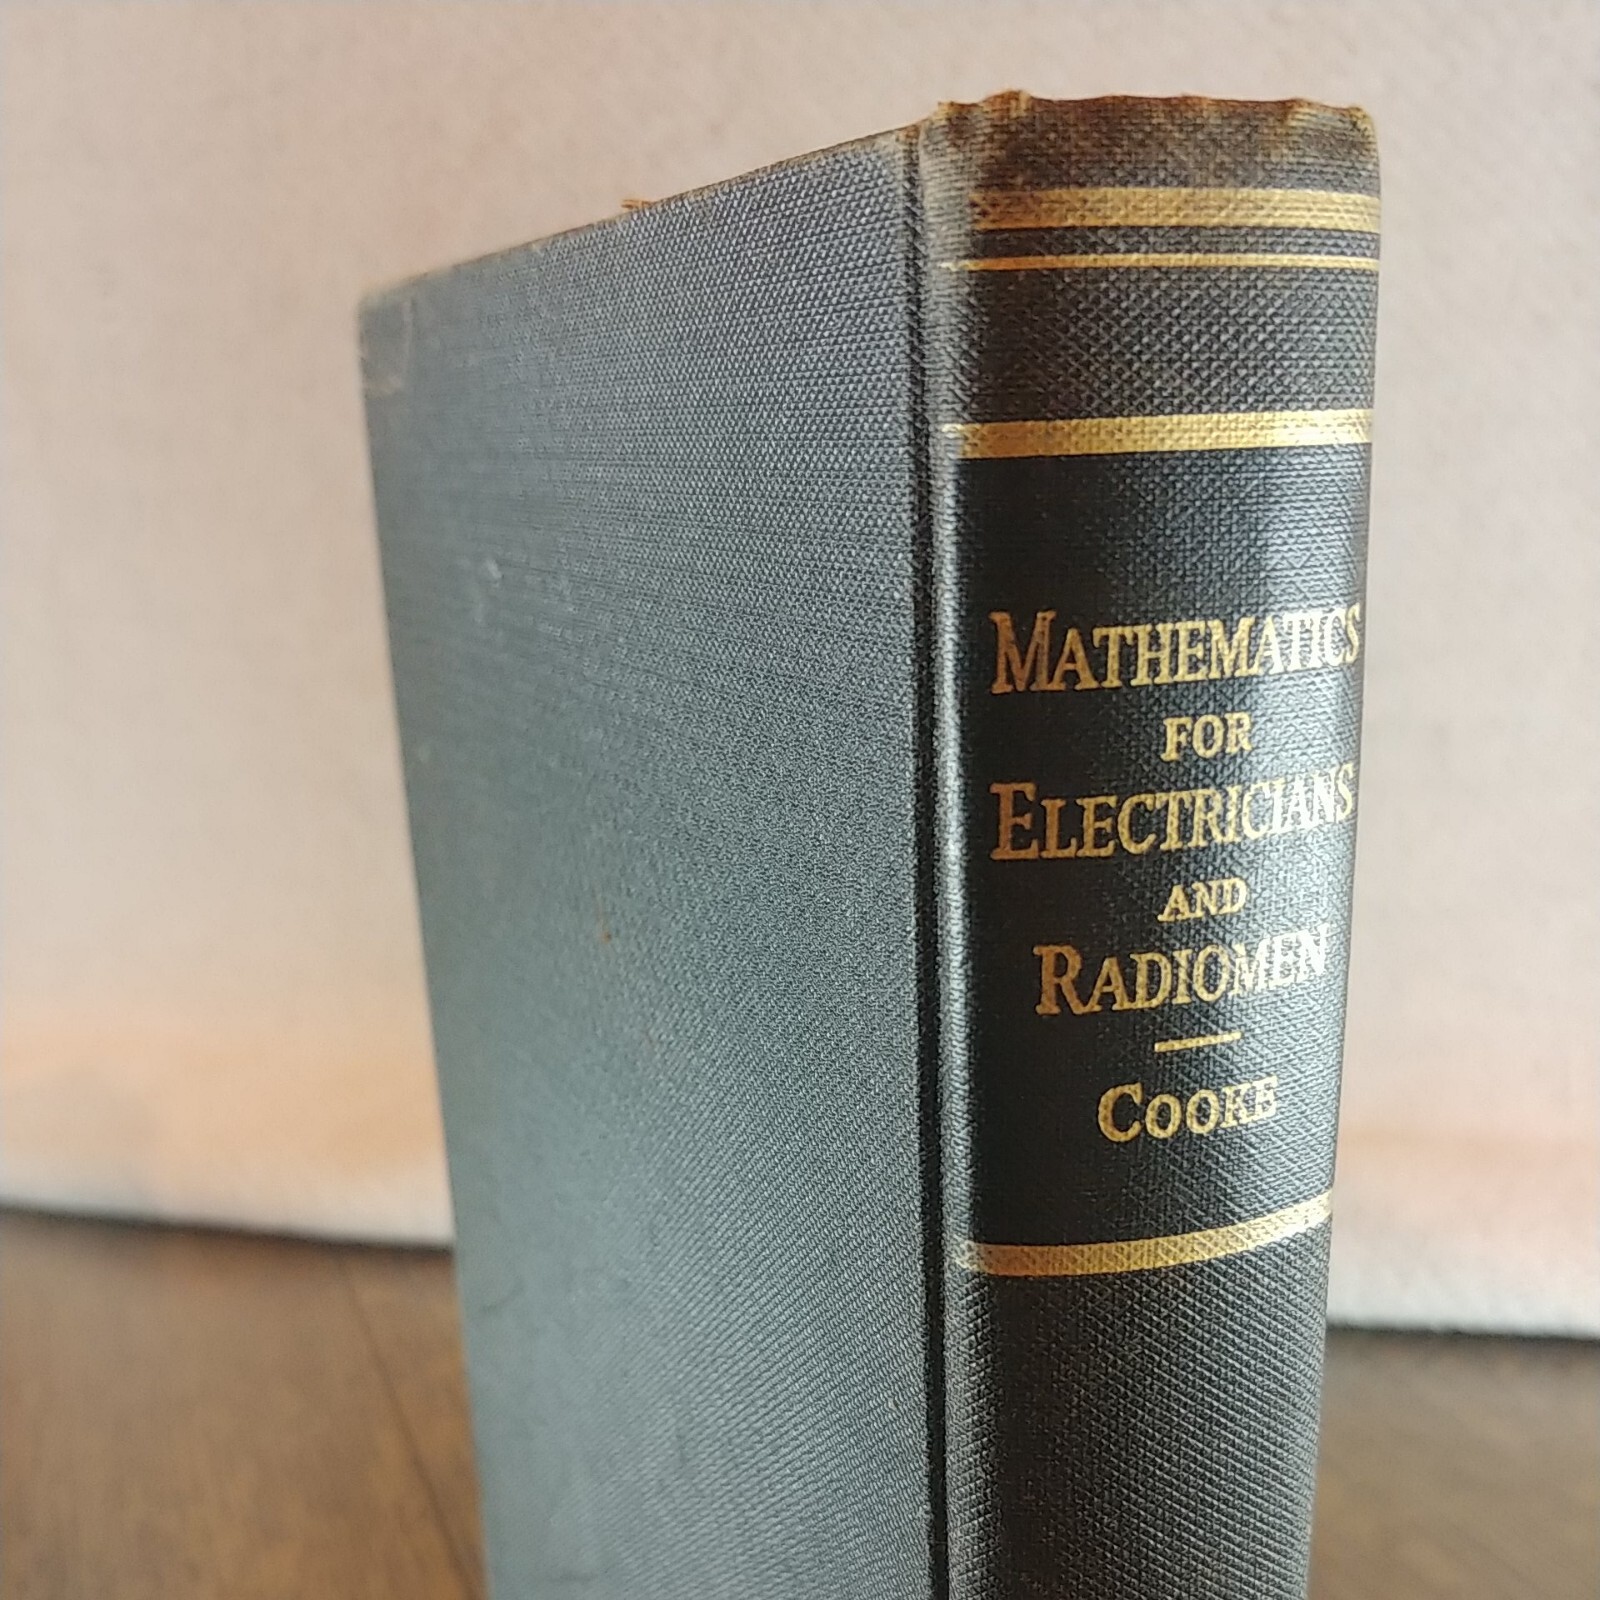 MATHEMATICS
FOR
ELECTRICIANS
AND
RADIOMEN
COOKE